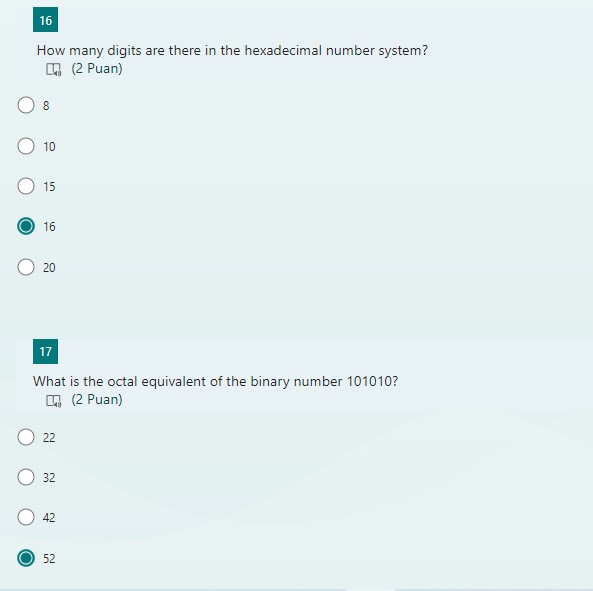 16
How many digits are there in the hexadecimal number system?
(2 Puan)
8
10
15
16
20
17
What is the octal equivalent of the binary number 101010?
(2 Puan)
22
32
42
52